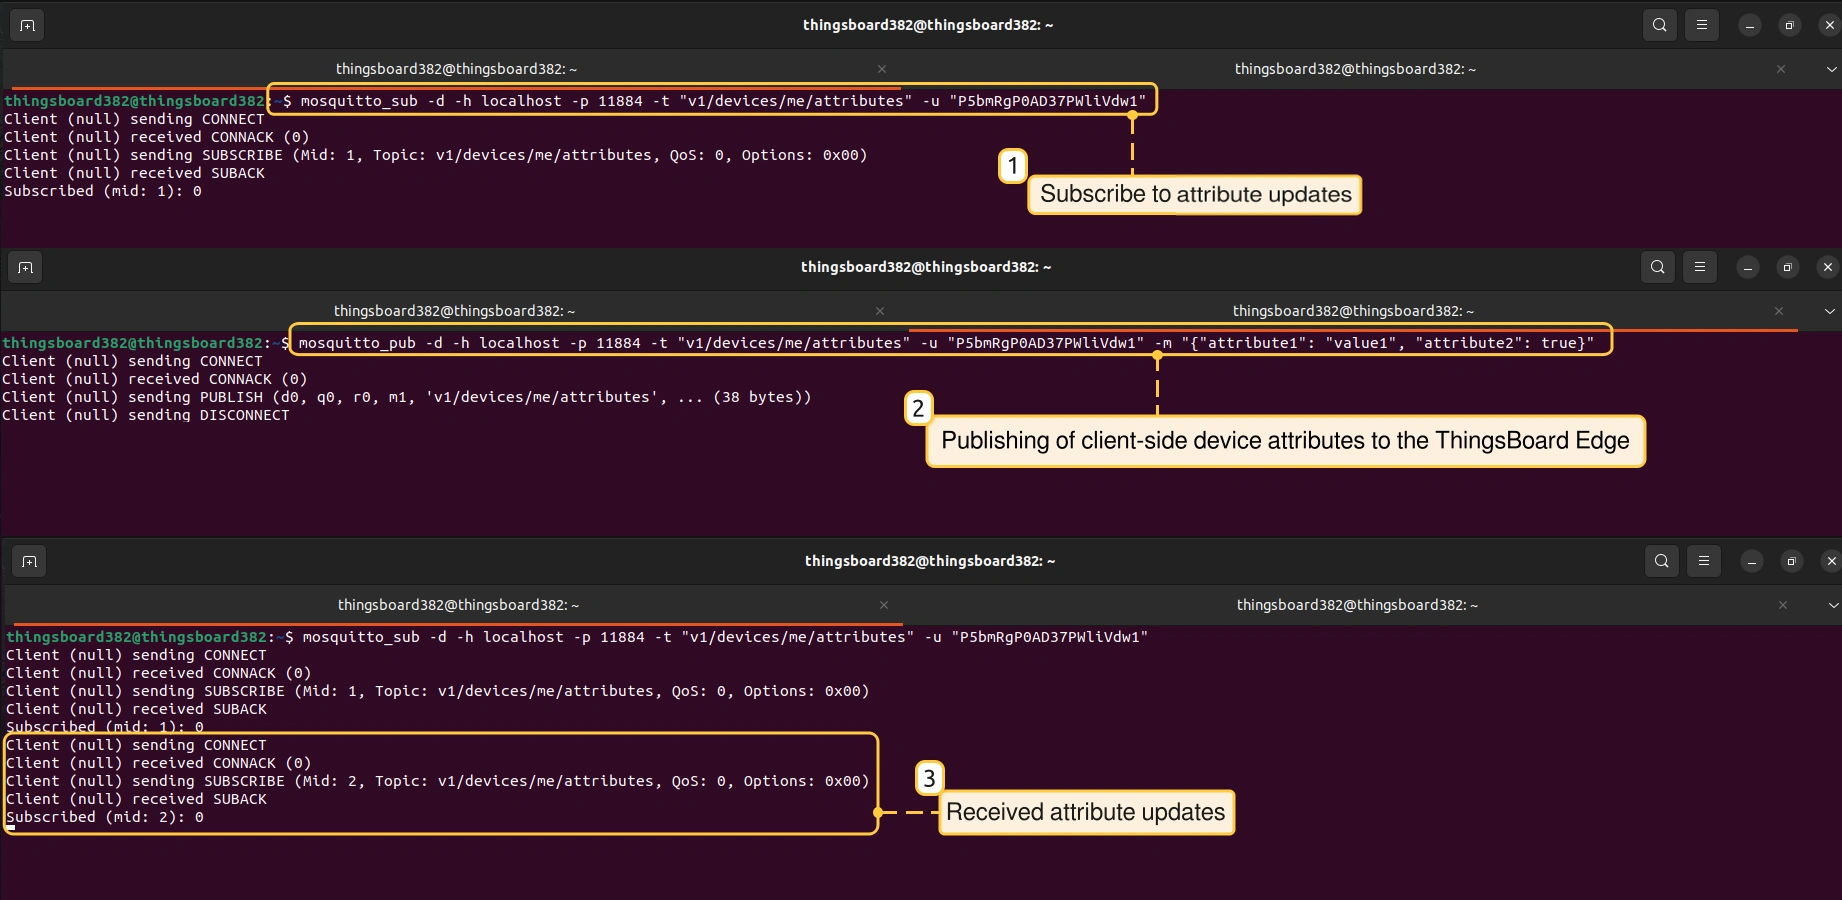 thingsboard382@thingsboard382: ~
thingsboard382@thingsboard382: ~
thingsboard382@thingsboard382: ~
thingsboard382@thingsboard382:~$ mosquitto_sub -d -h localhost -p 11884 -t "v1/devices/me/attributes" -u "P5bmRgP0AD37PWliVdw1"
Client (null) sending CONNECT
Client (null) received CONNACK (0)
Client (null) sending SUBSCRIBE (Mid: 1, Topic: v1/devices/me/attributes, QoS: 0, Options: 0x00)
Client (null) received SUBACK
Subscribed (mid: 1): 0
1
Subscribe to attribute updates
thingsboard382@thingsboard382: ~
thingsboard382@thingsboard382: ~
thingsboard382@thingsboard382: ~
thingsboard382@thingsboard382:~$ mosquitto_pub -d -h localhost -p 11884 -t "v1/devices/me/attributes" -u "P5bmRgP0AD37PWliVdw1" -m "{"attribute1": "value1", "attribute2": true}"
Client (null) sending CONNECT
Client (null) received CONNACK (0)
Client (null) sending PUBLISH (d0, q0, r0, m1, 'v1/devices/me/attributes', ... (38 bytes))
Client (null) sending DISCONNECT
2
Publishing of client-side device attributes to the ThingsBoard Edge
thingsboard382@thingsboard382: ~
thingsboard382@thingsboard382: ~
thingsboard382@thingsboard382: ~
thingsboard382@thingsboard382:~$ mosquitto_sub -d -h localhost -p 11884 -t "v1/devices/me/attributes" -u "P5bmRgP0AD37PWliVdw1"
Client (null) sending CONNECT
Client (null) received CONNACK (0)
Client (null) sending SUBSCRIBE (Mid: 1, Topic: v1/devices/me/attributes, QoS: 0, Options: 0x00)
Client (null) received SUBACK
Subscribed (mid: 1): 0
Client (null) sending CONNECT
Client (null) received CONNACK (0)
Client (null) sending SUBSCRIBE (Mid: 2, Topic: v1/devices/me/attributes, QoS: 0, Options: 0x00)
Client (null) received SUBACK
Subscribed (mid: 2): 0
3
Received attribute updates